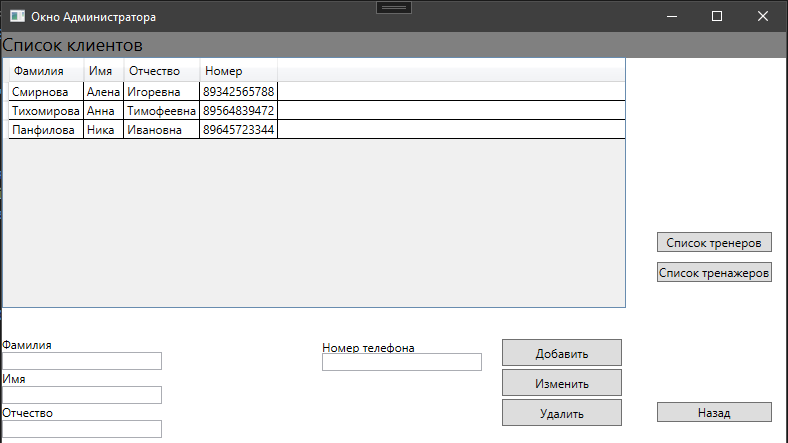 Окно Администратора
Список клиентов
Фамилия Имя Отчество Номер
Смирнова Алена Игоревна 89342565788
Тихомирова Анна Тимофеевна 89564839472
Панфилова Ника Ивановна 89645723344
Список тренеров
Список тренажеров
Фамилия
Имя
Отчество
Номер телефона
Добавить
Изменить
Удалить
Назад